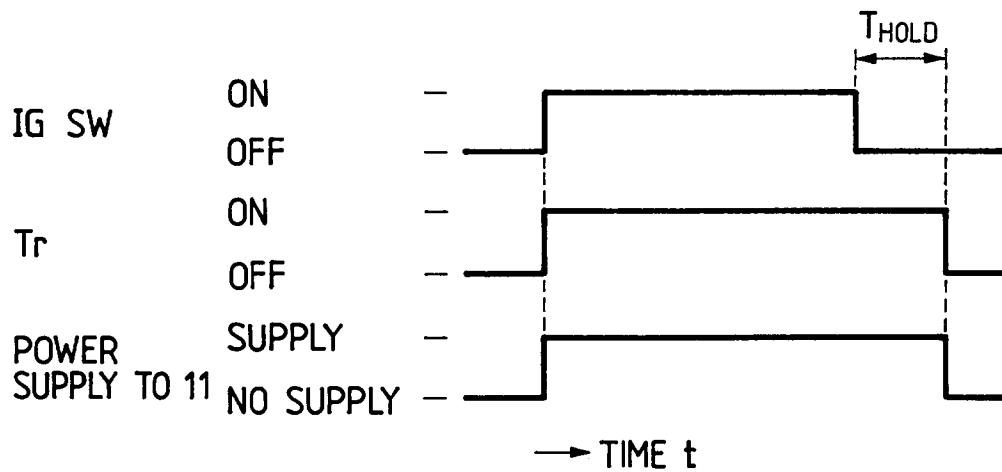 THOLD
IG SW
ON
OFF
Tr
ON
OFF
POWER
SUPPLY TO 11
SUPPLY
NO SUPPLY
TIME t